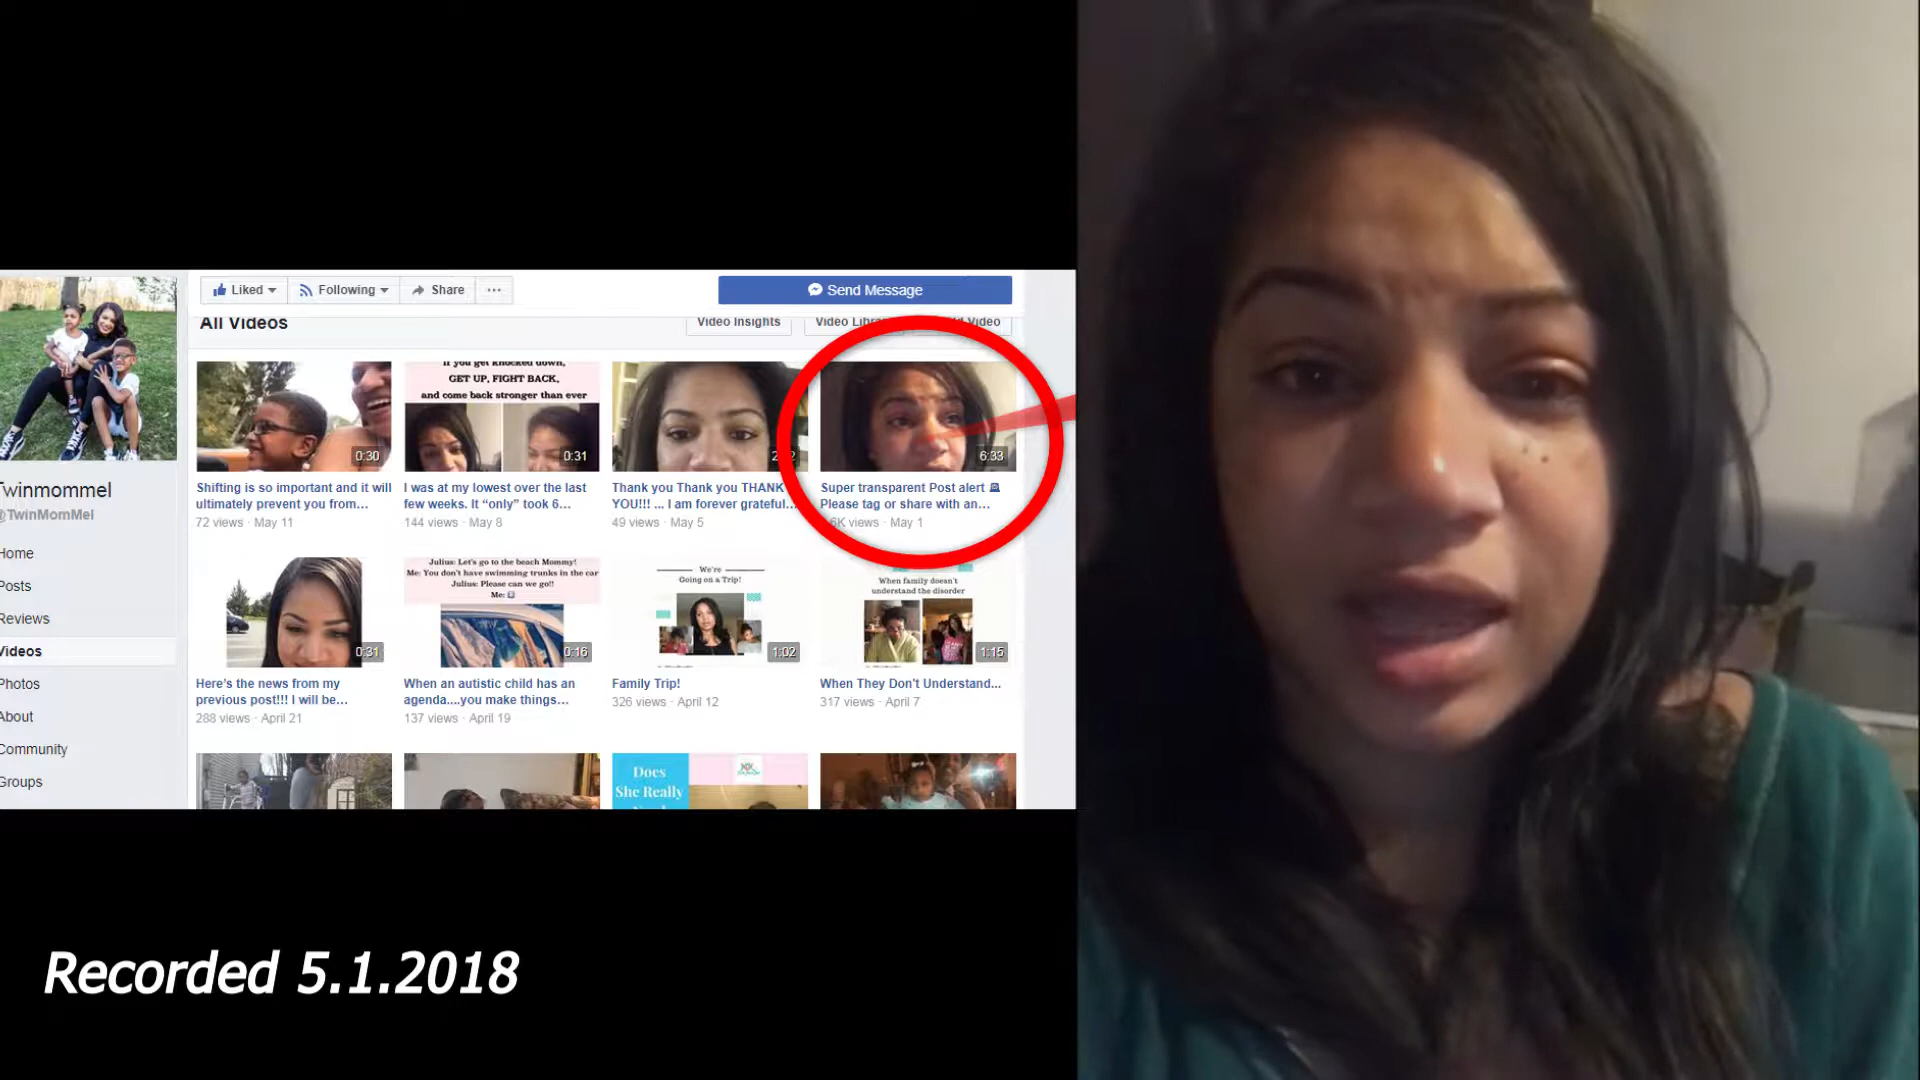 Liked
Following
Share
Send Message
All Videos
Video Insights
Video
Video
0:30
If you get knocked down,
GET UP, FIGHT BACK,
and come back stronger than ever
0:31
6:33
Shifting is so important and it will
ultimately prevent you from...
72 views · May 11
I was at my lowest over the last
few weeks. It “only” took 6...
144 views · May 8
Thank you Thank you THANK
YOU!!! ... I am forever grateful...
49 views · May 5
Super transparent Post alert
Please tag or share with an...
6K views · May 1
Twinmommel
@TwinMomMel
Home
Posts
Reviews
Videos
Photos
About
Community
Groups
0:31
Julius: Let's go to the beach Mommy!
Me: You don't have swimming trunks in the car
Julius: Please can we go!!
Me:
0:16
We're
Going on a Trip!
1:02
When family doesn't
understand the disorder
1:15
Here’s the news from my
previous post!!! I will be...
288 views · April 21
When an autistic child has an
agenda....you make things...
137 views · April 19
Family Trip!
326 views · April 12
When They Don't Understand...
317 views · April 7
Does
She Really
Recorded 5.1.2018